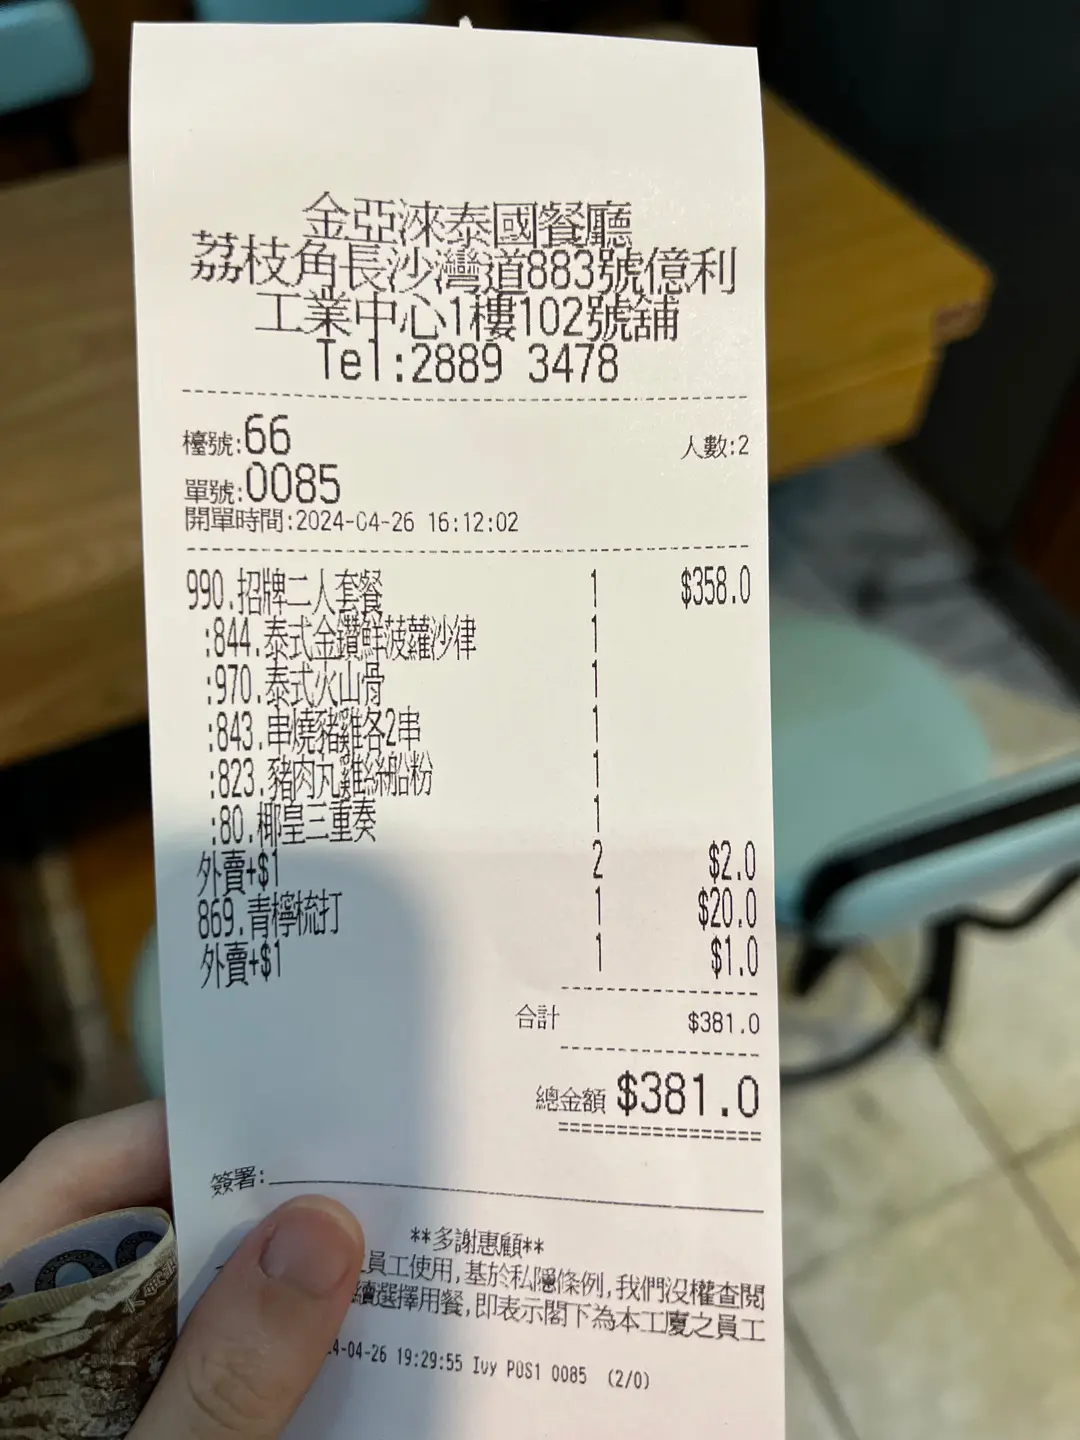 金亞淶泰國餐廳
荔枝角長沙灣道883號億利
工業中心1樓102號舖
Tel:2889 3478
檯號:66
人數:2
單號:0085
開單時間:2024-04-26 16:12:02
990.招牌二人套餐 1 $358.0
:844.泰式金鑽鮮菠蘿沙律 1
:970.泰式火山骨 1
:843.串燒豬雞各2串 1
:823.豬肉丸雞絲船粉 1
:80.椰皇三重奏 1
外賣+$1 2 $2.0
869.青檸梳打 1 $20.0
外賣+$1 1 $1.0
合計 $381.0
總金額 $381.0
簽署:
**多謝惠顧**
員工使用,基於私隱條例,我們沒權查閱
續選擇用餐,即表示閣下為本工廈之員工
4-04-26 19:29:55 Ivy POS1 0085 (2/0)